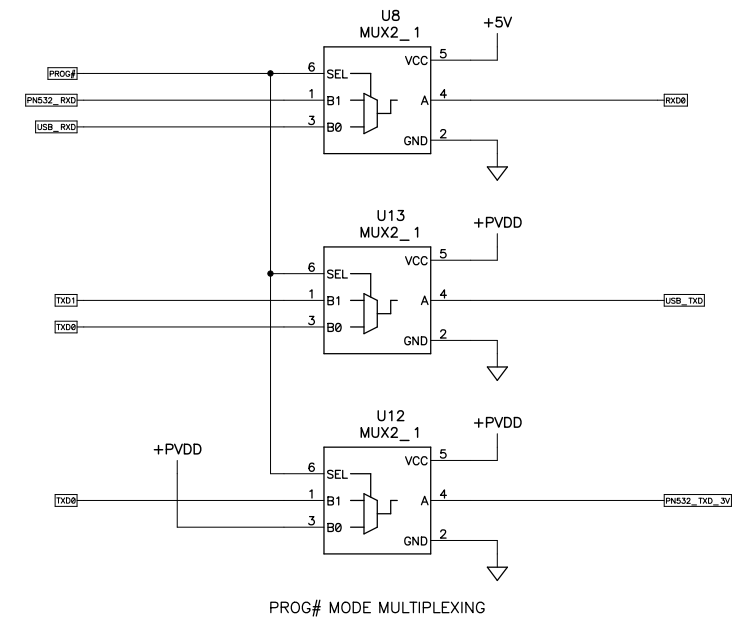 U8
MUX2_1
+5V
PROG# 6 SEL VCC 5
PN532_RXD 1 B1 A 4 RXD0
USB_RXD 3 B0
GND 2
U13
MUX2_1
+PVDD
6 SEL VCC 5
TXD1 1 B1 A 4 USB_TXD
TXD0 3 B0
GND 2
U12
MUX2_1
+PVDD
+PVDD
6 SEL VCC 5
TXD0 1 B1 A 4 PN532_TXD_3V
3 B0
GND 2
PROG# MODE MULTIPLEXING